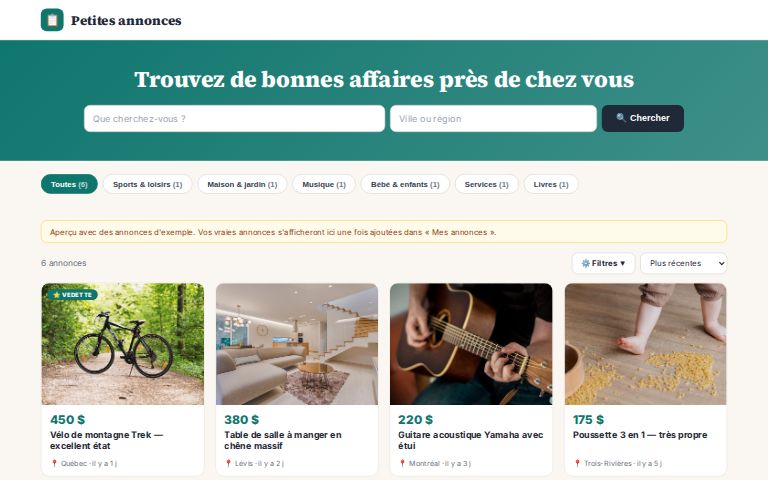 Petites annonces
Trouvez de bonnes affaires près de chez vous
Que cherchez-vous ?
Ville ou région
Chercher
Toutes (6)
Sports & loisirs (1)
Maison & jardin (1)
Musique (1)
Bébé & enfants (1)
Services (1)
Livres (1)
Aperçu avec des annonces d'exemple. Vos vraies annonces s'afficheront ici une fois ajoutées dans « Mes annonces ».
6 annonces
Filtres ▾
Plus récentes
VEDETTE
450 $
Vélo de montagne Trek —
excellent état
Québec · il y a 1 j
380 $
Table de salle à manger en
chêne massif
Lévis · il y a 2 j
220 $
Guitare acoustique Yamaha avec
étui
Montréal · il y a 3 j
175 $
Poussette 3 en 1 — très propre
Trois-Rivières · il y a 5 j